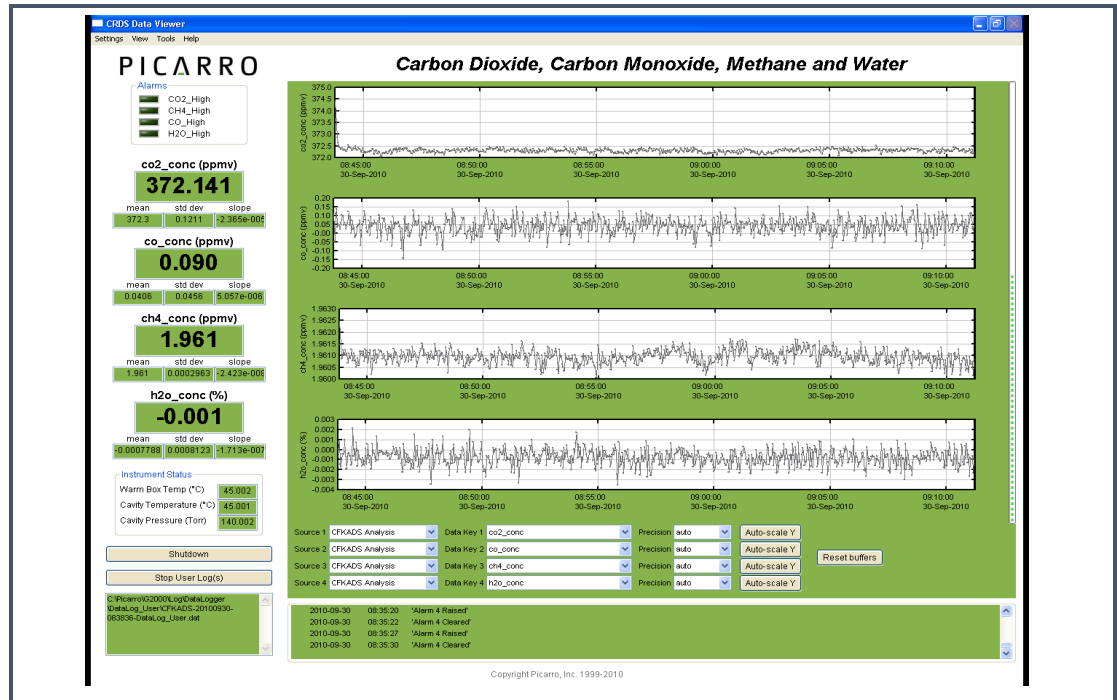 CRDS Data Viewer
Settings View Tools Help
PICARRO
Carbon Dioxide, Carbon Monoxide, Methane and Water
Alarms
CO2_High
CH4_High
CO_High
H2O_High
co2_conc (ppmv)
372.141
mean std dev slope
372.3 0.1211 -2.365e-005
co_conc (ppmv)
0.090
mean std dev slope
0.0406 0.0456 5.057e-006
ch4_conc (ppmv)
1.961
mean std dev slope
1.961 0.0002963 -2.423e-008
h2o_conc (%)
-0.001
mean std dev slope
-0.0007788 0.0008123 -1.713e-007
Instrument Status
Warm Box Temp (°C) 45.002
Cavity Temperature (°C) 45.001
Cavity Pressure (Torr) 140.002
Shutdown
Stop User Log(s)
C:\Picarro\G2000\Log\DataLogger
\DataLog_User\CFKADS-20100930-
083836-DataLog_User.dat
co2_conc (ppmv)
375.0
374.5
374.0
373.5
373.0
372.5
372.0
08:45:00 08:50:00 08:55:00 09:00:00 09:05:00 09:10:00
30-Sep-2010 30-Sep-2010 30-Sep-2010 30-Sep-2010 30-Sep-2010 30-Sep-2010
co_conc (ppmv)
0.20
0.15
0.10
0.05
-0.00
-0.05
-0.10
-0.15
-0.20
08:45:00 08:50:00 08:55:00 09:00:00 09:05:00 09:10:00
30-Sep-2010 30-Sep-2010 30-Sep-2010 30-Sep-2010 30-Sep-2010 30-Sep-2010
ch4_conc (ppmv)
1.9630
1.9625
1.9620
1.9615
1.9610
1.9605
1.9600
08:45:00 08:50:00 08:55:00 09:00:00 09:05:00 09:10:00
30-Sep-2010 30-Sep-2010 30-Sep-2010 30-Sep-2010 30-Sep-2010 30-Sep-2010
h2o_conc (%)
0.003
0.002
0.001
0.000
-0.001
-0.002
-0.003
-0.004
08:45:00 08:50:00 08:55:00 09:00:00 09:05:00 09:10:00
30-Sep-2010 30-Sep-2010 30-Sep-2010 30-Sep-2010 30-Sep-2010 30-Sep-2010
Source 1 CFKADS Analysis Data Key 1 co2_conc Precision auto Auto-scale Y
Source 2 CFKADS Analysis Data Key 2 co_conc Precision auto Auto-scale Y
Source 3 CFKADS Analysis Data Key 3 ch4_conc Precision auto Auto-scale Y
Source 4 CFKADS Analysis Data Key 4 h2o_conc Precision auto Auto-scale Y
Reset buffers
2010-09-30 08:35:20 'Alarm 4 Raised'
2010-09-30 08:35:22 'Alarm 4 Cleared'
2010-09-30 08:35:27 'Alarm 4 Raised'
2010-09-30 08:35:30 'Alarm 4 Cleared'
Copyright Picarro, Inc. 1999-2010